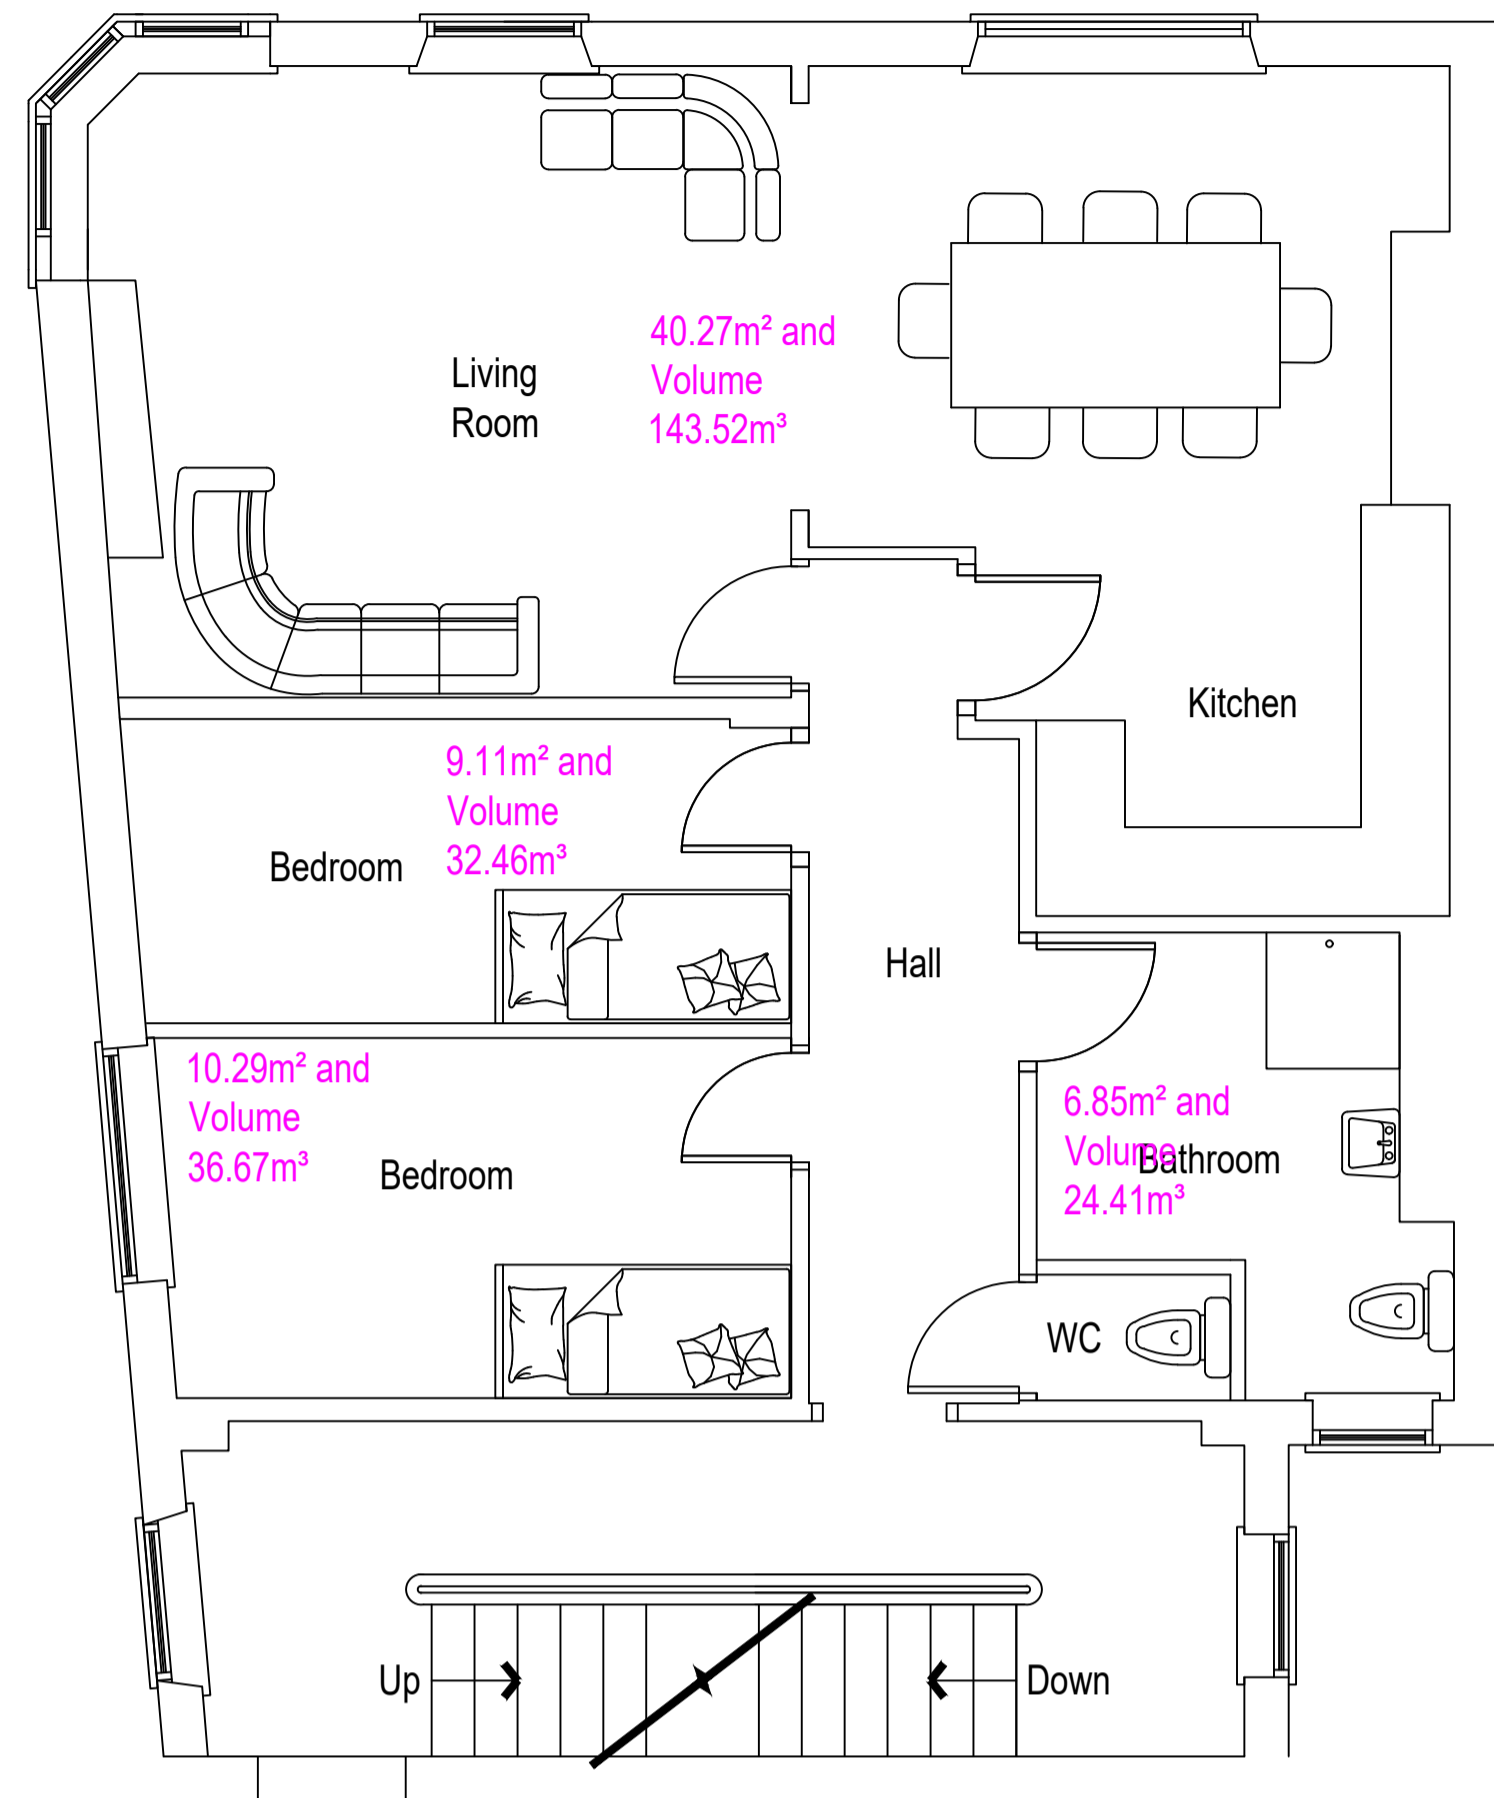 40.27m² and
Volume
143.52m³
Living
Room
Kitchen
9.11m² and
Volume
32.46m³
Bedroom
Hall
10.29m² and
Volume
36.67m³
Bedroom
6.85m² and
Volume
24.41m³
Bathroom
WC
Up
Down